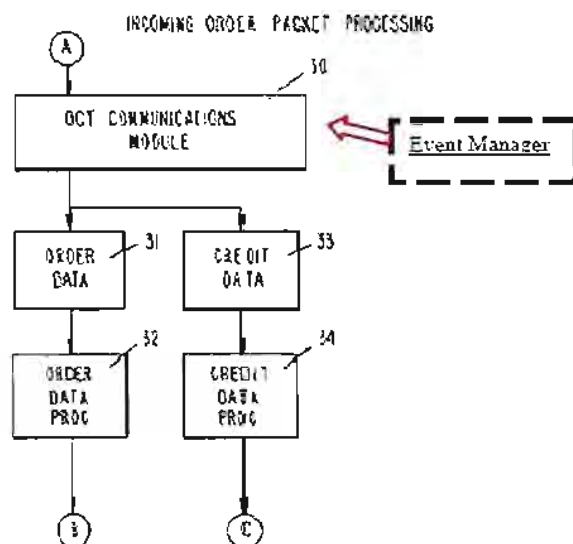 INCOMING ORDER PACKET PROCESSING
A
30
OCT COMMUNICATIONS
MODULE
Event Manager
31
ORDER
DATA
33
CREDIT
DATA
32
ORDER
DATA
PROC
34
CREDIT
DATA
PROC
B
C